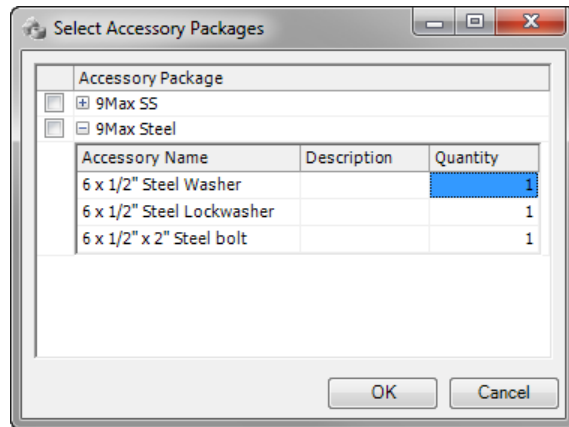 Select Accessory Packages
Accessory Package
9Max SS
9Max Steel
Accessory Name Description Quantity
6 x 1/2" Steel Washer 1
6 x 1/2" Steel Lockwasher 1
6 x 1/2" x 2" Steel bolt 1
OK Cancel